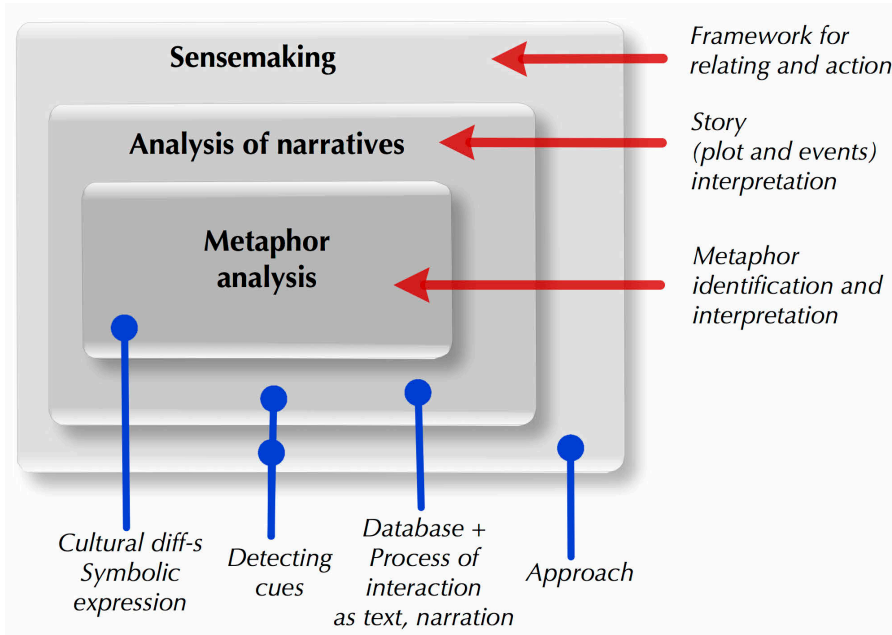 Sensemaking
Framework for
relating and action
Analysis of narratives
Story
(plot and events)
interpretation
Metaphor
analysis
Metaphor
identification and
interpretation
Cultural diff-s
Symbolic
expression
Detecting
cues
Database +
Process of
interaction
as text, narration
Approach